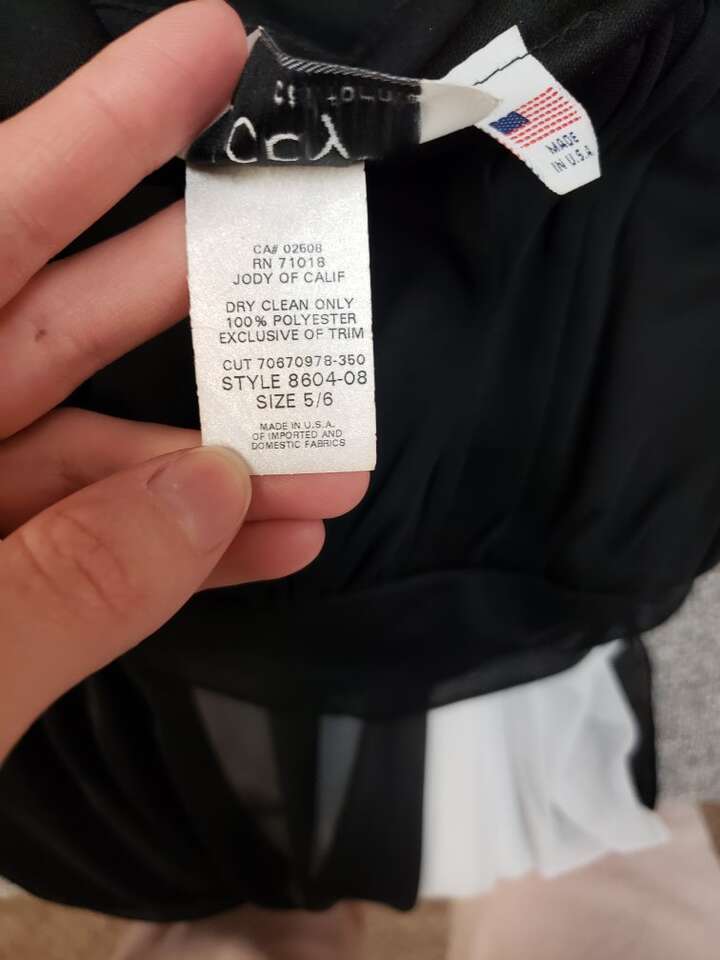 MADE
IN U.S.A
CA# 02608
RN 71018
JODY OF CALIF
DRY CLEAN ONLY
100% POLYESTER
EXCLUSIVE OF TRIM
CUT 70670978-350
STYLE 8604-08
SIZE 5/6
MADE IN U.S.A.
OF IMPORTED AND
DOMESTIC FABRICS